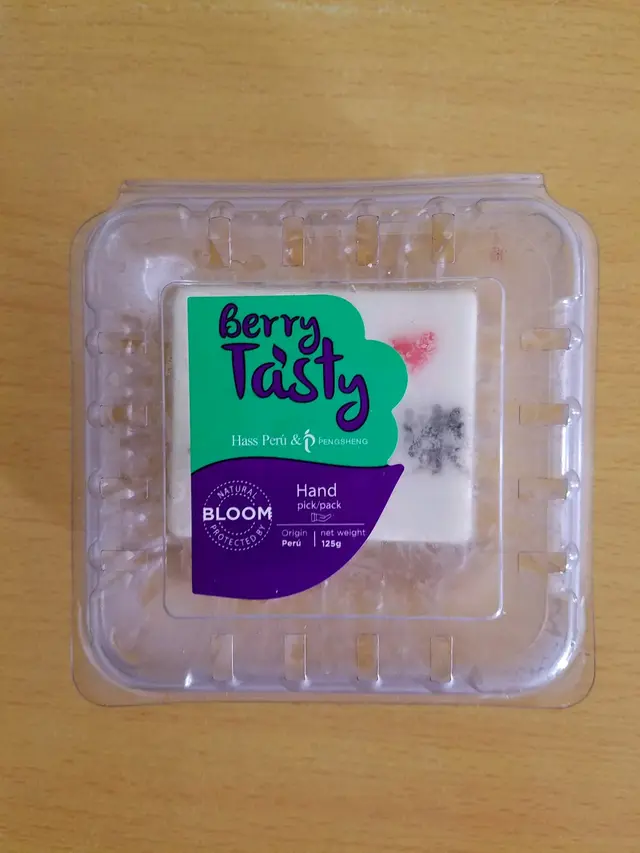 Berry
Tasty
Hass Perú & PENGSHENG
NATURAL
BLOOM
PROTECTED BY
Hand
pick/pack
Origin
Perú
net weight
125g